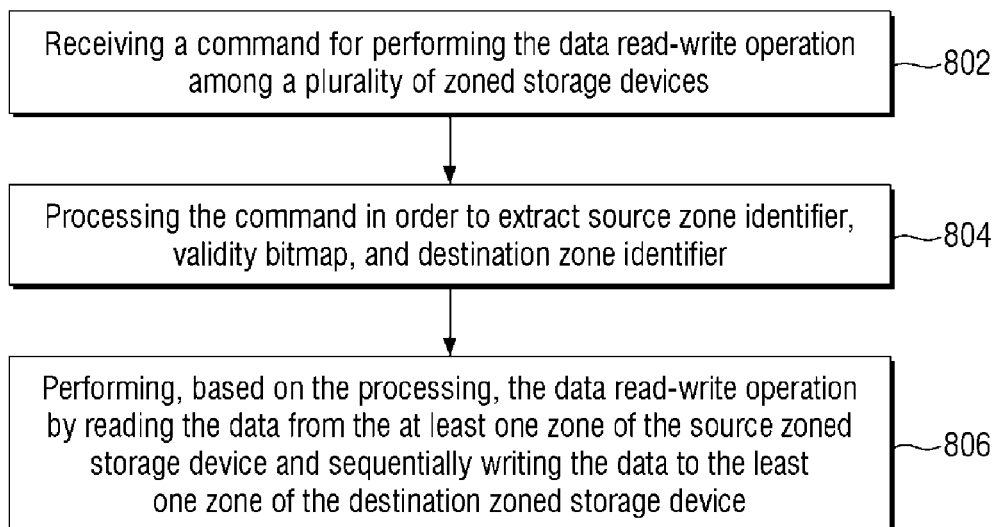 Receiving a command for performing the data read-write operation
among a plurality of zoned storage devices
802
Processing the command in order to extract source zone identifier,
validity bitmap, and destination zone identifier
804
Performing, based on the processing, the data read-write operation
by reading the data from the at least one zone of the source zoned
storage device and sequentially writing the data to the least
one zone of the destination zoned storage device
806